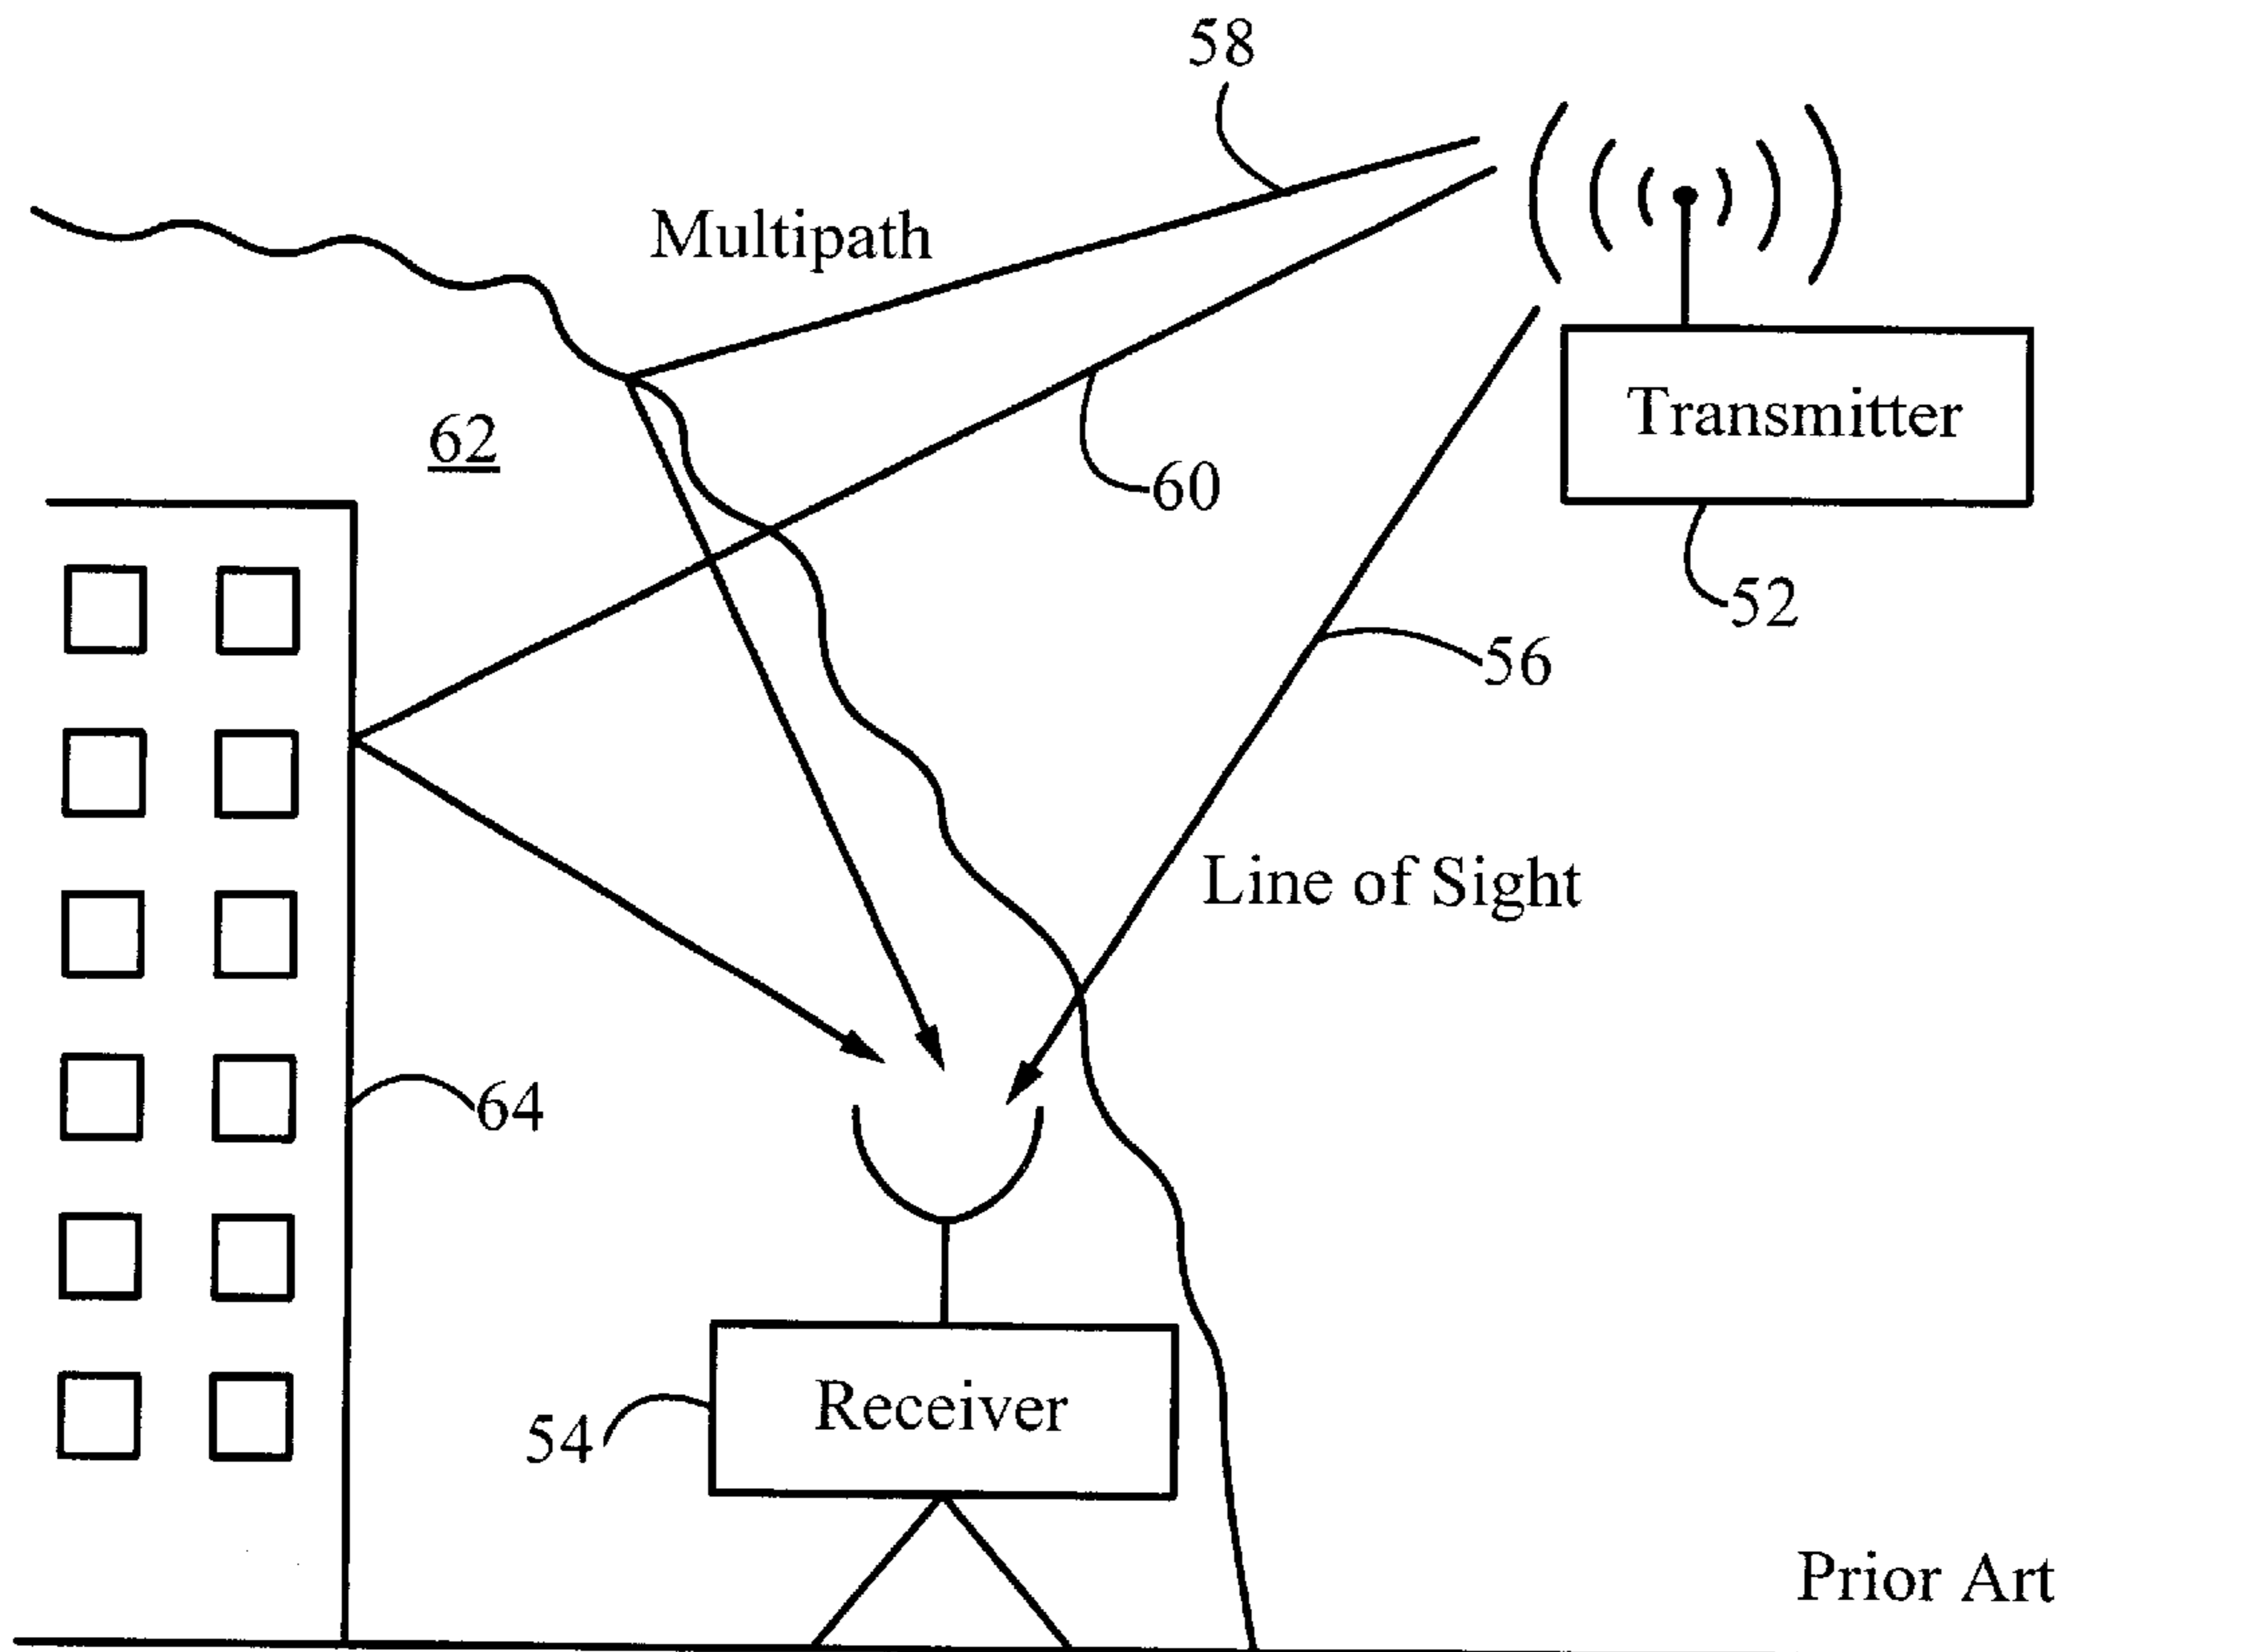 58
Multipath
62
Transmitter
60
52
56
Line of Sight
64
54
Receiver
Prior Art